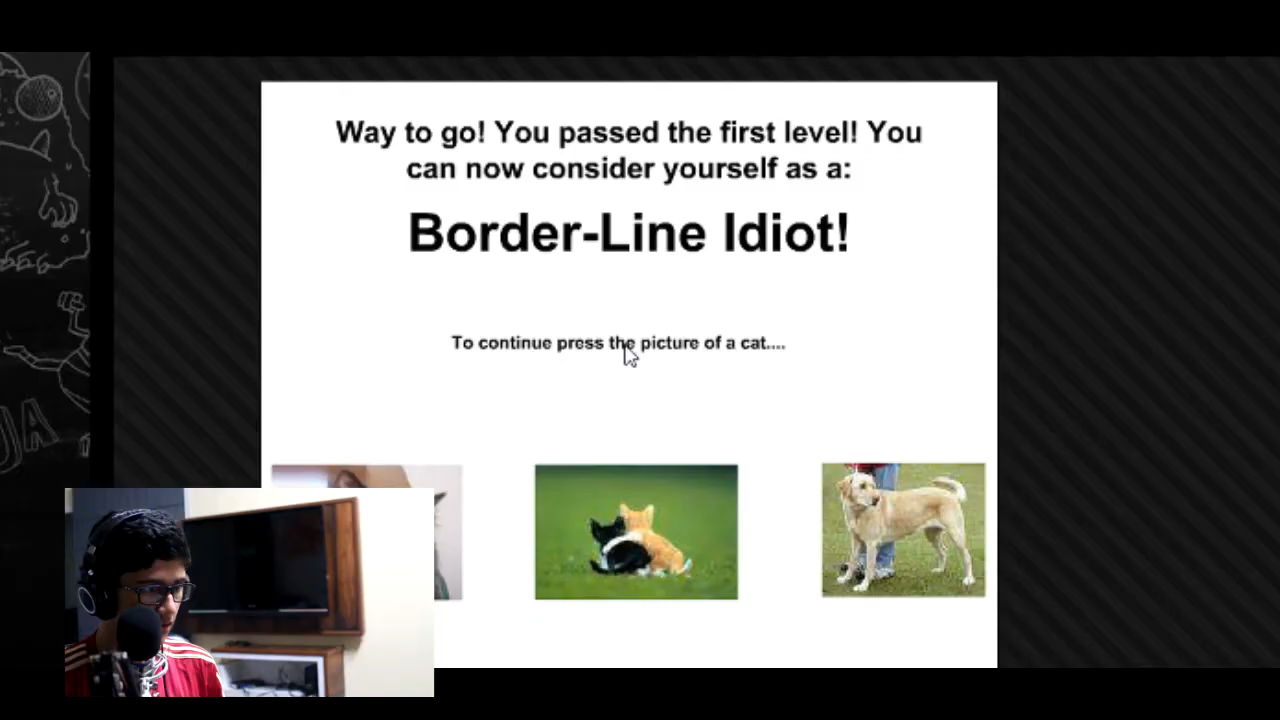 Way to go! You passed the first level! You
can now consider yourself as a:
Border-Line Idiot!
To continue press the picture of a cat....
JA